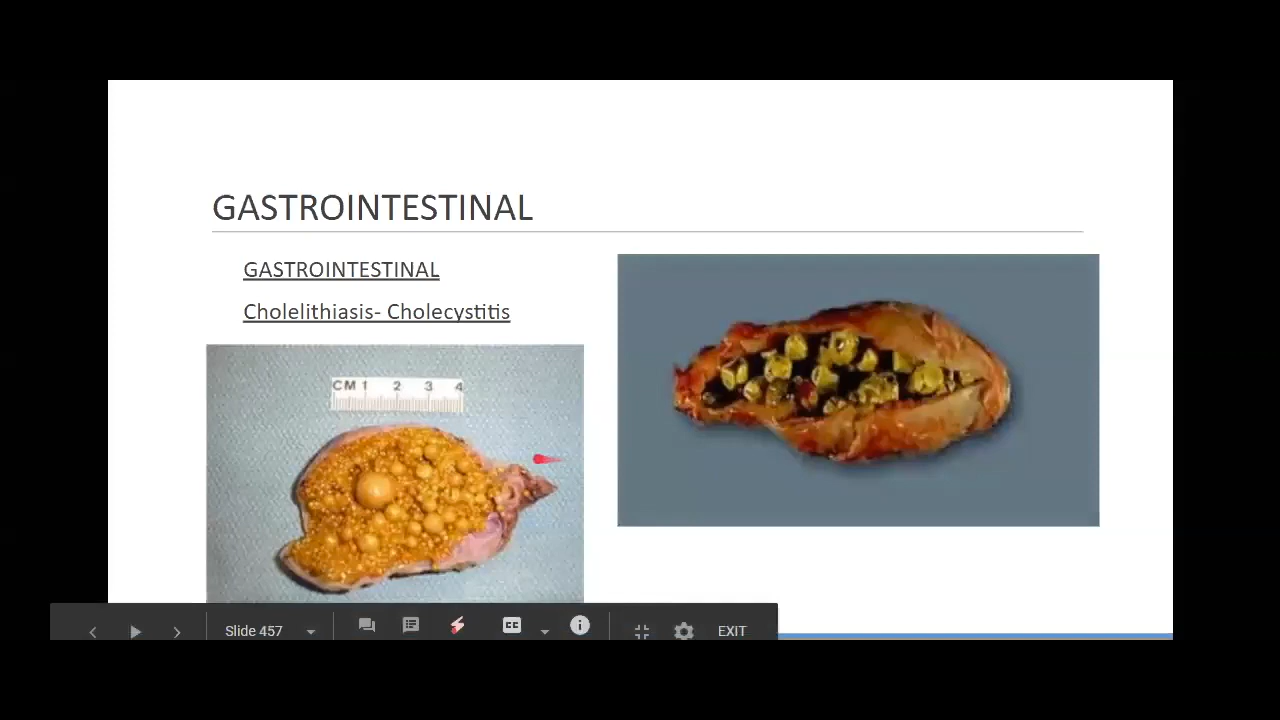 GASTROINTESTINAL
GASTROINTESTINAL
Cholelithiasis- Cholecystitis
CM 1 2 3 4
Slide 457
CC
EXIT